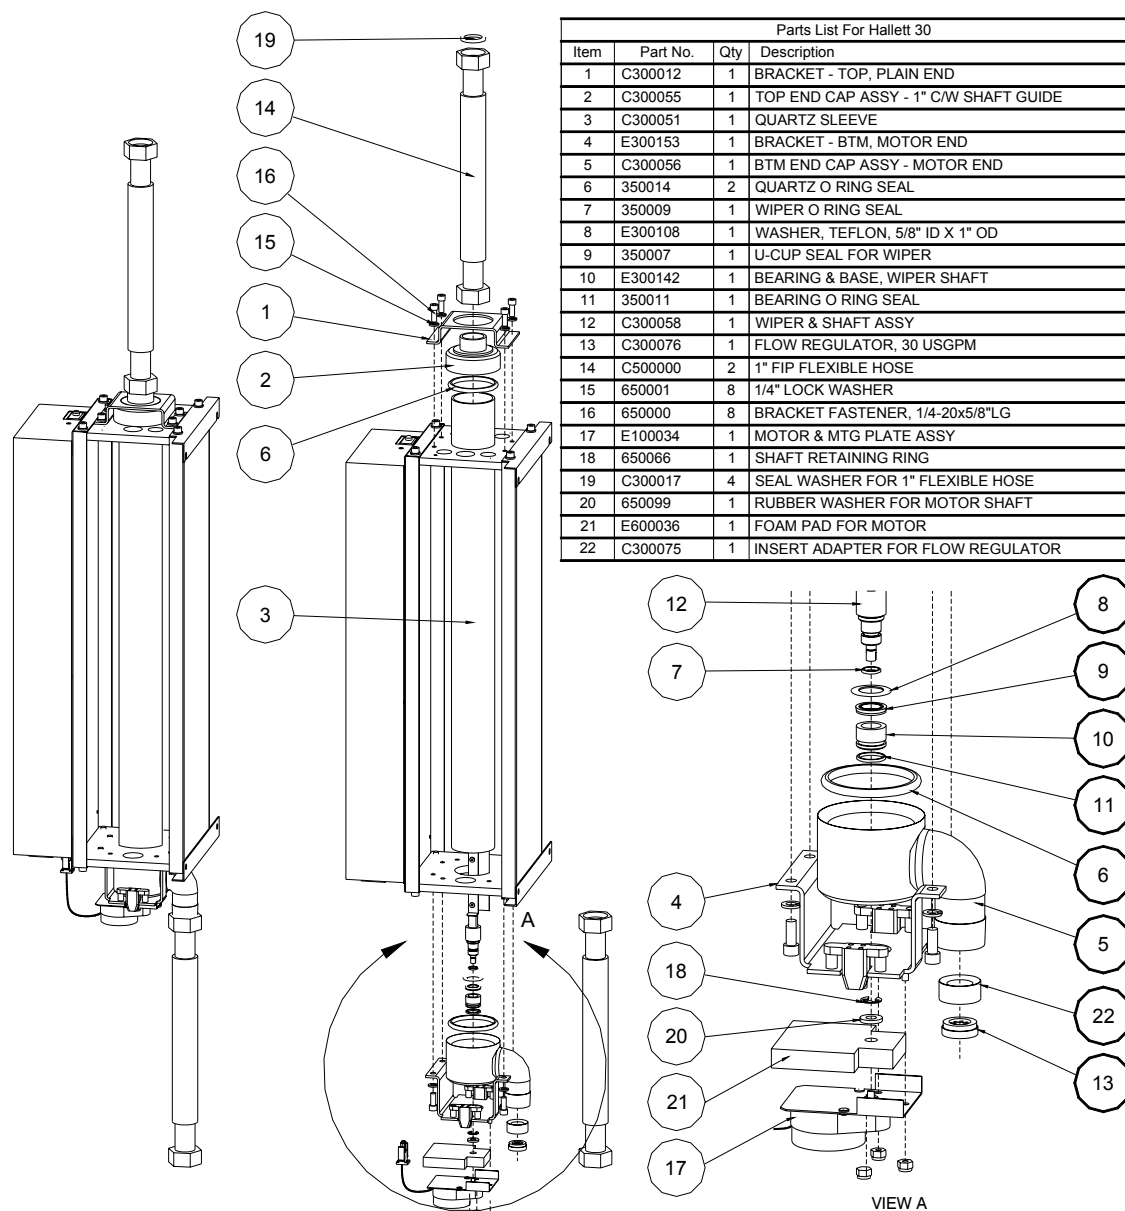 Parts List For Hallett 30
Item Part No. Qty Description
1 C300012 1 BRACKET - TOP, PLAIN END
2 C300055 1 TOP END CAP ASSY - 1" C/W SHAFT GUIDE
3 C300051 1 QUARTZ SLEEVE
4 E300153 1 BRACKET - BTM, MOTOR END
5 C300056 1 BTM END CAP ASSY - MOTOR END
6 350014 2 QUARTZ O RING SEAL
7 350009 1 WIPER O RING SEAL
8 E300108 1 WASHER, TEFLON, 5/8" ID X 1" OD
9 350007 1 U-CUP SEAL FOR WIPER
10 E300142 1 BEARING & BASE, WIPER SHAFT
11 350011 1 BEARING O RING SEAL
12 C300058 1 WIPER & SHAFT ASSY
13 C300076 1 FLOW REGULATOR, 30 USGPM
14 C500000 2 1" FIP FLEXIBLE HOSE
15 650001 8 1/4" LOCK WASHER
16 650000 8 BRACKET FASTENER, 1/4-20x5/8"LG
17 E100034 1 MOTOR & MTG PLATE ASSY
18 650066 1 SHAFT RETAINING RING
19 C300017 4 SEAL WASHER FOR 1" FLEXIBLE HOSE
20 650099 1 RUBBER WASHER FOR MOTOR SHAFT
21 E600036 1 FOAM PAD FOR MOTOR
22 C300075 1 INSERT ADAPTER FOR FLOW REGULATOR
19
14
16
15
1
2
6
3
A
12
7
4
18
20
21
17
8
9
10
11
6
5
22
13
VIEW A